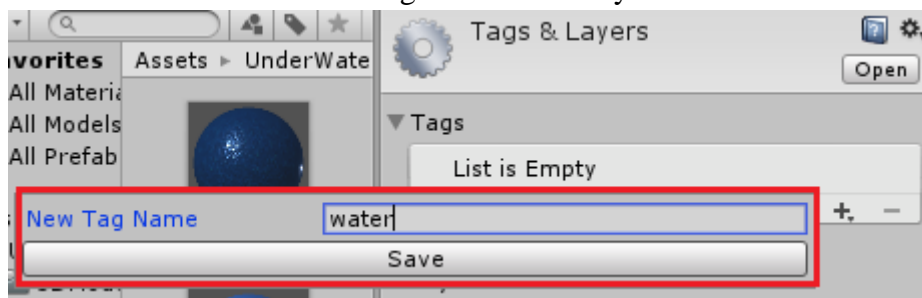 Tags & Layers
vorites
Assets ▸ UnderWate
Open
All Materia
All Models
Tags
All Prefab
List is Empty
New Tag Name
water
Save